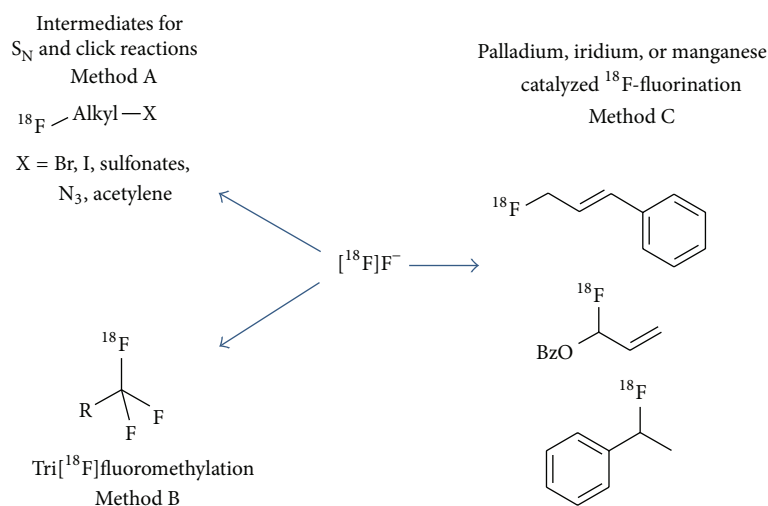 Intermediates for
S_N and click reactions
Method A
¹⁸F Alkyl—X
X = Br, I, sulfonates,
N₃, acetylene
[¹⁸F]F⁻
¹⁸F
R
F
F
Tri[¹⁸F]fluoromethylation
Method B
Palladium, iridium, or manganese
catalyzed ¹⁸F-fluorination
Method C
¹⁸F
¹⁸F
BzO
¹⁸F